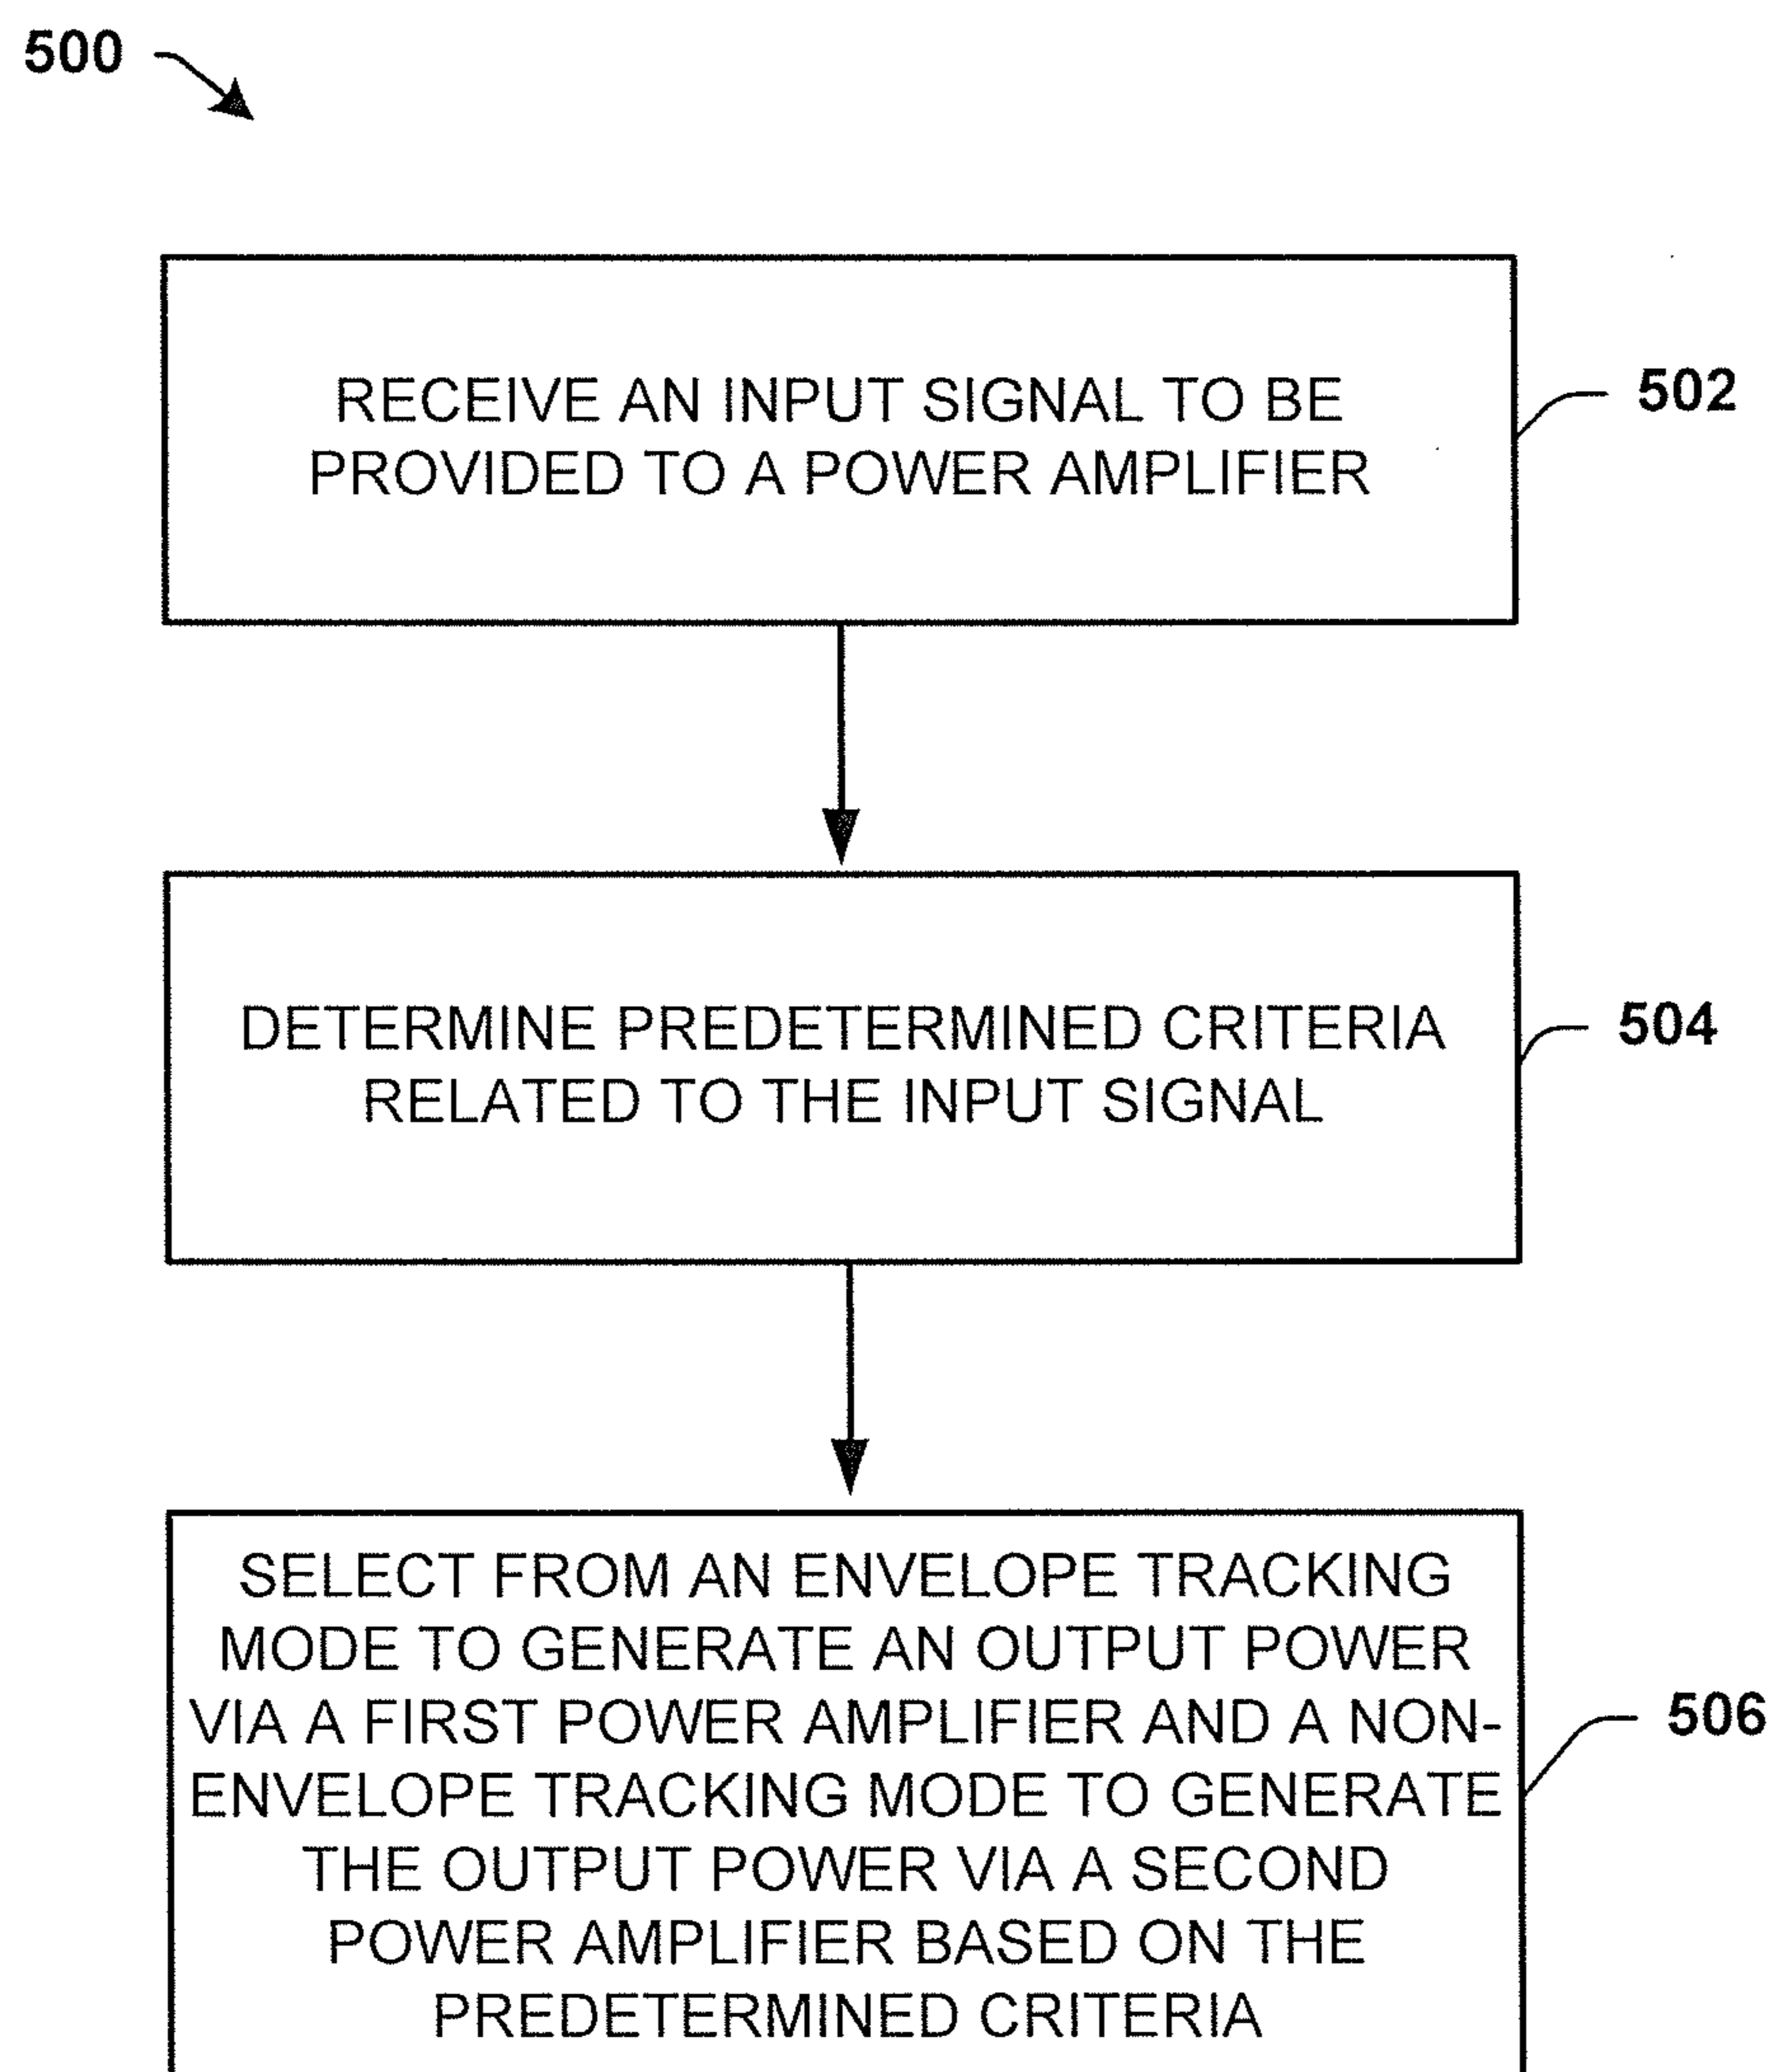 500
RECEIVE AN INPUT SIGNAL TO BE
PROVIDED TO A POWER AMPLIFIER
502
DETERMINE PREDETERMINED CRITERIA
RELATED TO THE INPUT SIGNAL
504
SELECT FROM AN ENVELOPE TRACKING
MODE TO GENERATE AN OUTPUT POWER
VIA A FIRST POWER AMPLIFIER AND A NON-
ENVELOPE TRACKING MODE TO GENERATE
THE OUTPUT POWER VIA A SECOND
POWER AMPLIFIER BASED ON THE
PREDETERMINED CRITERIA
506